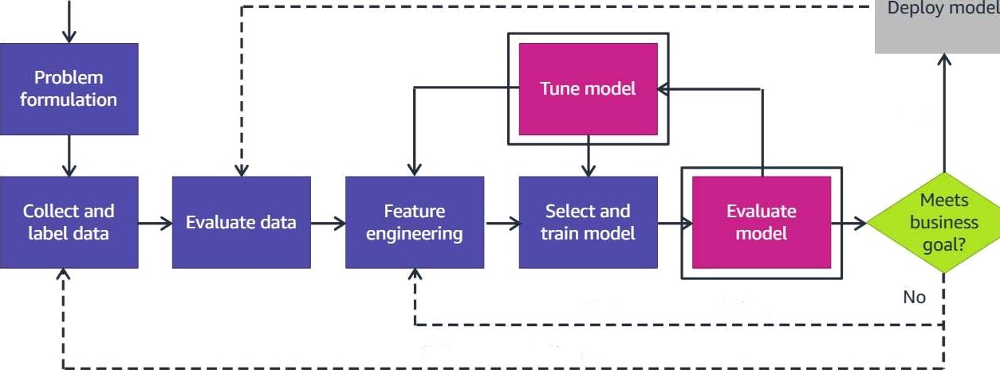 Deploy model
Problem
formulation
Tune model
Collect and
label data
Evaluate data
Feature
engineering
Select and
train model
Evaluate
model
Meets
business
goal?
No